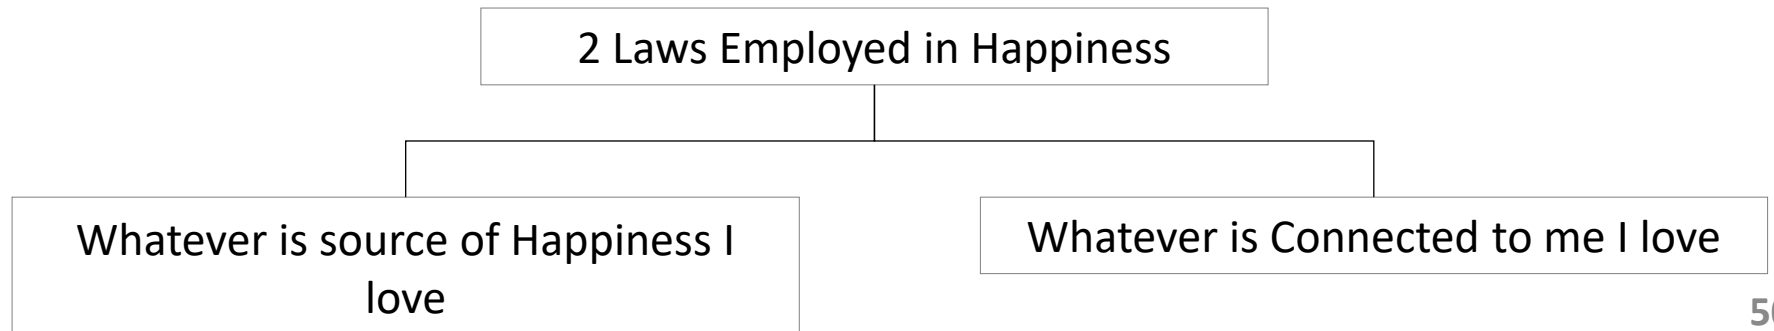 2 Laws Employed in Happiness
Whatever is source of Happiness I
love
Whatever is Connected to me I love